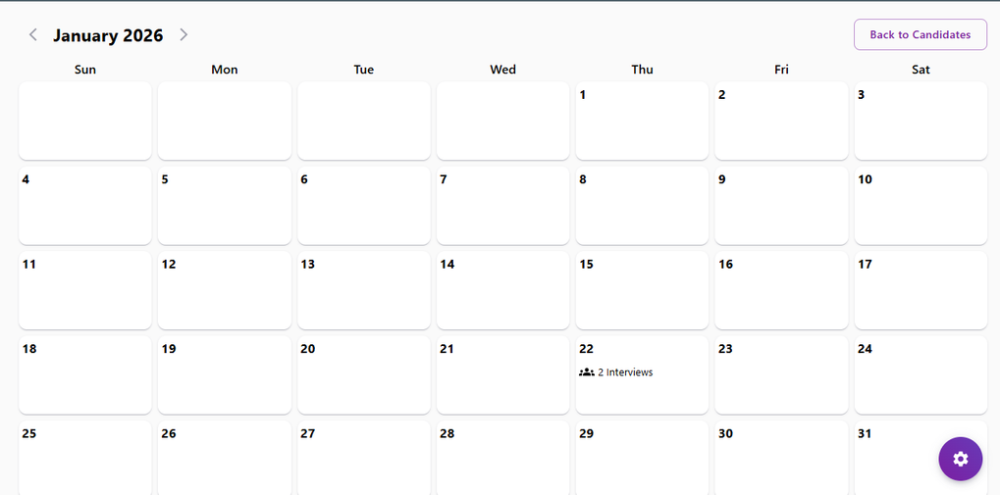 January 2026
Back to Candidates
Sun Mon Tue Wed Thu Fri Sat
1 2 3
4 5 6 7 8 9 10
11 12 13 14 15 16 17
18 19 20 21 22 23 24
2 Interviews
25 26 27 28 29 30 31